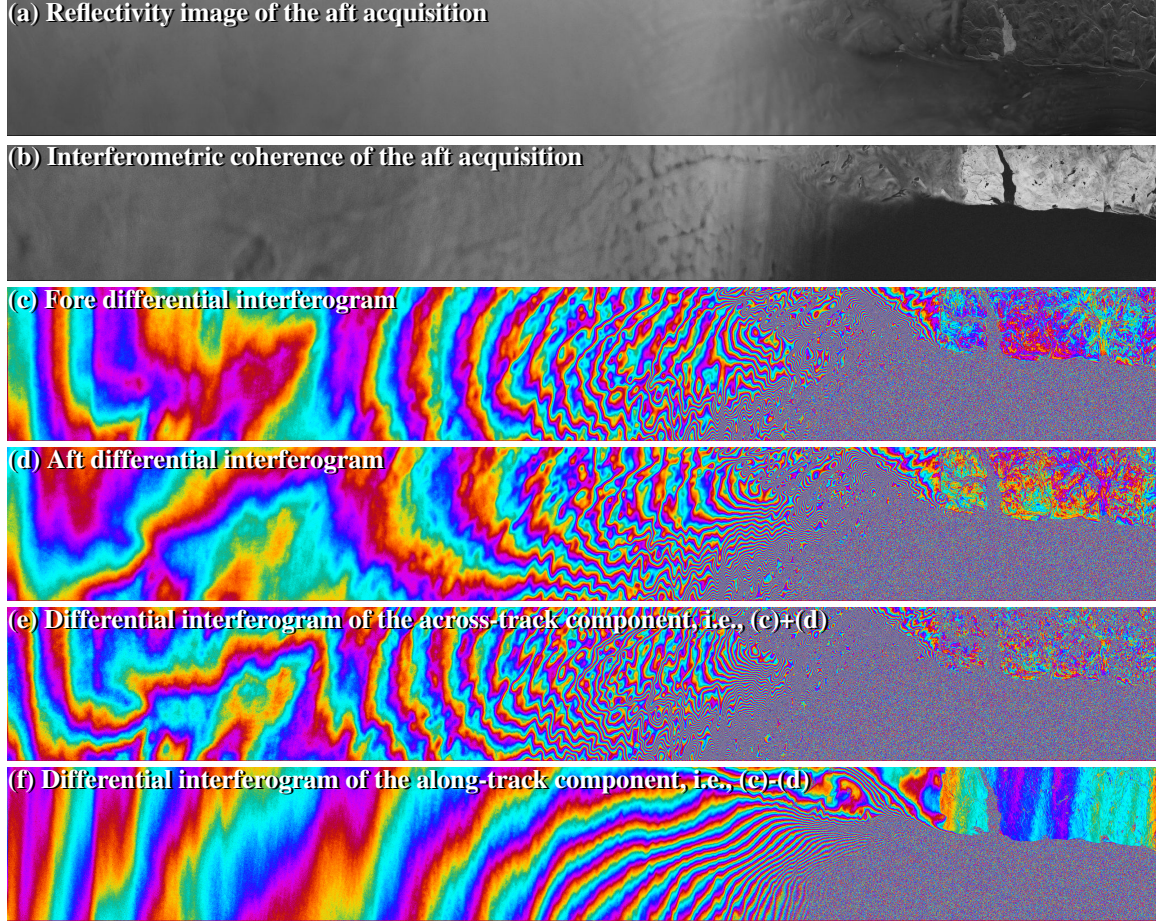 (a) Reflectivity image of the aft acquisition
(b) Interferometric coherence of the aft acquisition
(c) Fore differential interferogram
(d) Aft differential interferogram
(e) Differential interferogram of the across-track component, i.e., (c)+(d)
(f) Differential interferogram of the along-track component, i.e., (c)-(d)